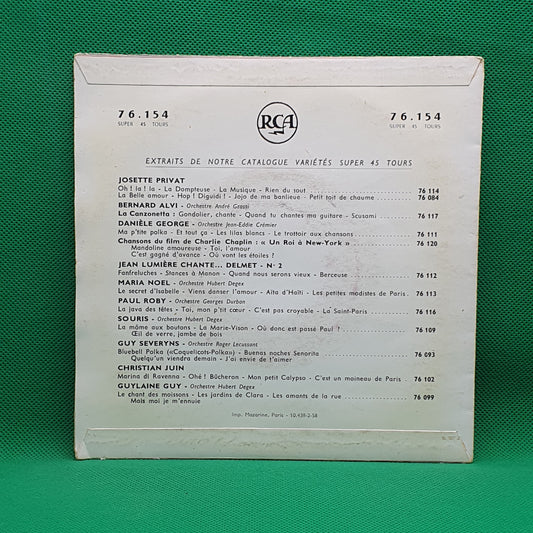 76.154
SUPER 45 TOURS
RCA
76.154
SUPER 45 TOURS
EXTRAITS DE NOTRE CATALOGUE VARIÉTÉS SUPER 45 TOURS
JOSETTE PRIVAT
Oh ! la ! la - La Dompteuse - La Musique - Rien du tout 76 114
La Belle amour - Hop ! Diguidi ! - Jojo de ma banlieue - Petit toit de chaume 76 084
BERNARD ALVI - Orchestre André Grassi
La Canzonetta : Gondolier, chante - Quand tu chantes ma guitare - Scusami 76 117
DANIÈLE GEORGE - Orchestre Jean-Eddie Crémier
Ma p'tite polka - Et tout ça - Les lilas blancs - Le trottoir aux chansons 76 111
Chansons du film de Charlie Chaplin : « Un Roi à New-York » 76 120
Mandoline amoureuse - Toi, l'amour
C'est gagné d'avance - Où vont les étoiles ?
JEAN LUMIÈRE CHANTE... DELMET - N° 2
Fanfreluches - Stances à Manon - Quand nous serons vieux - Berceuse 76 112
MARIA NOEL - Orchestre Hubert Degex
Le secret d'Isabelle - Viens danser l'amour - Aïta d'Haïti - Les petites modistes de Paris 76 113
PAUL ROBY - Orchestre Georges Durban
La java des fêtes - Toi, mon p'tit cœur - C'est pas croyable - La Saint-Paris 76 116
SOURIS - Orchestre Hubert Degex
La môme aux boutons - La Marie-Vison - Où donc est passé Paul ? 76 109
Œil de verre, jambe de bois
GUY SEVERYNS - Orchestre Roger Lecussant
Bluebell Polka («Coquelicots-Polka») - Buenas noches Senorita 76 093
Quelqu'un viendra demain - J'ai envie de t'aimer
CHRISTIAN JUIN
Marina di Ravenna - Ohé ! Bûcheron - Mon petit Calypso - C'est un moineau de Paris 76 102
GUYLAINE GUY - Orchestre Hubert Degex
Le chant des moissons - Les jardins de Clara - Les amants de la rue 76 099
Mais moi je m'ennuie
Imp. Mazarine, Paris - 10.439-2-58